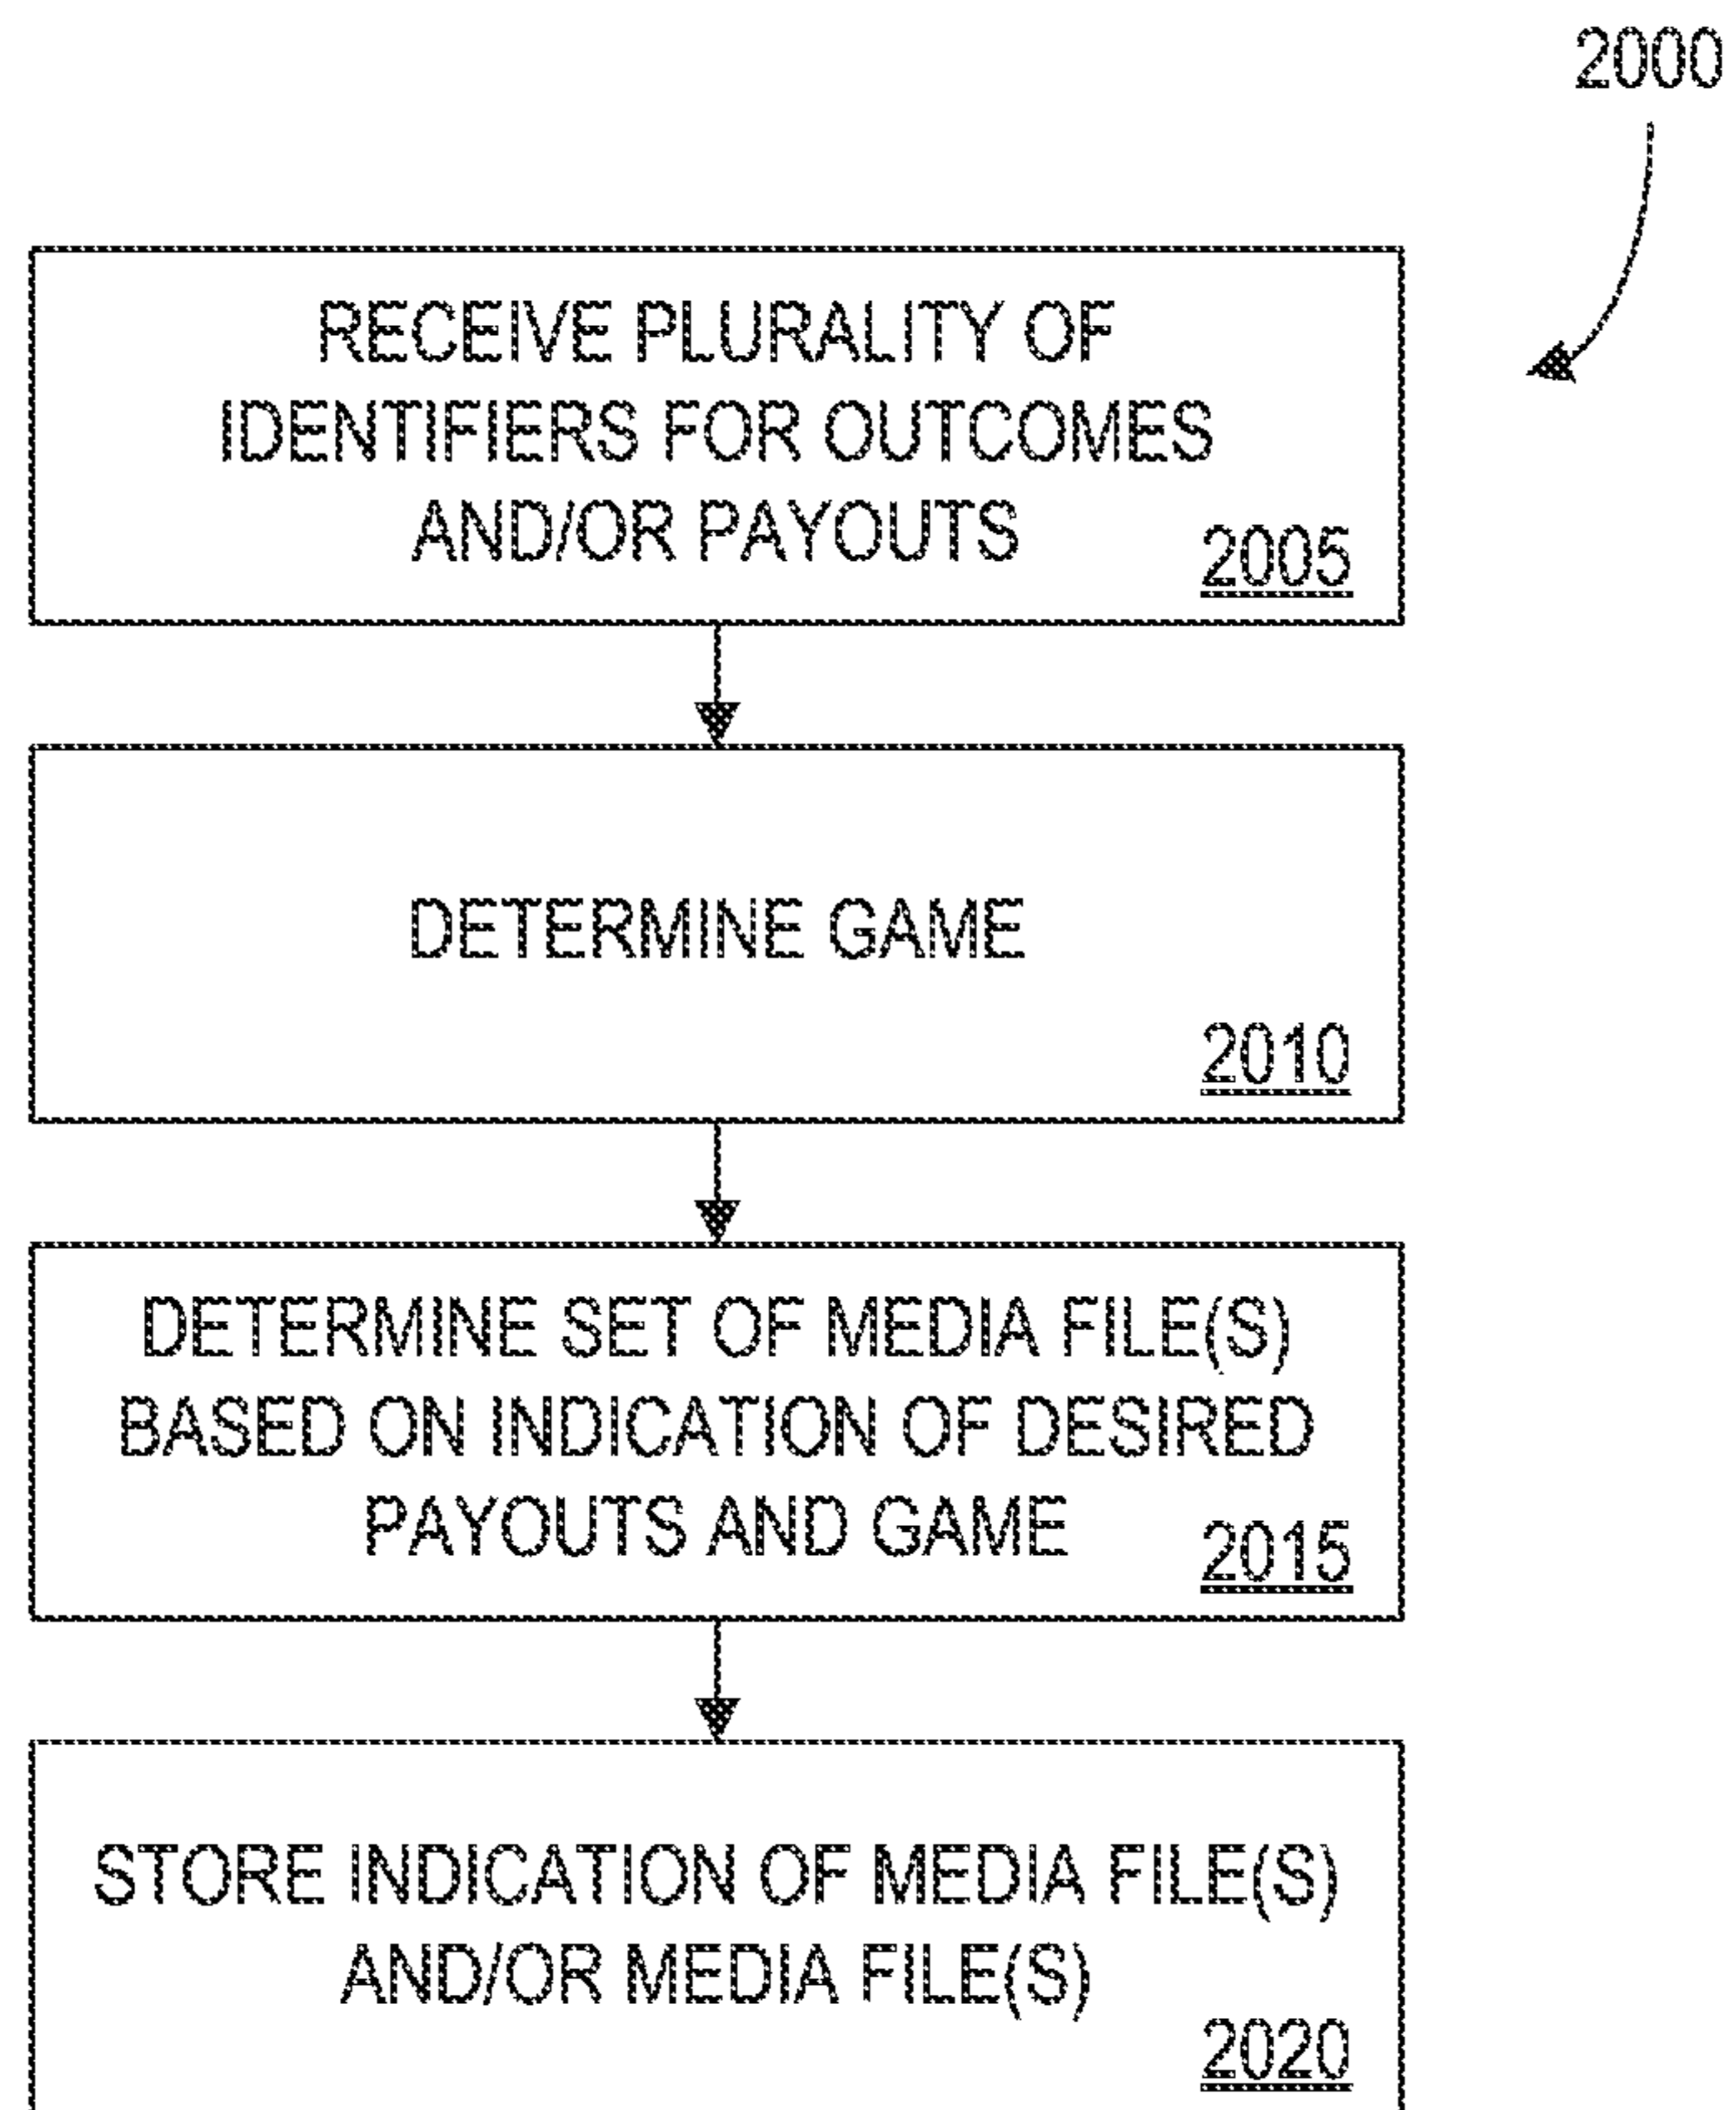 2000
RECEIVE PLURALITY OF
IDENTIFIERS FOR OUTCOMES
AND/OR PAYOUTS
2005
DETERMINE GAME
2010
DETERMINE SET OF MEDIA FILE(S)
BASED ON INDICATION OF DESIRED
PAYOUTS AND GAME
2015
STORE INDICATION OF MEDIA FILE(S)
AND/OR MEDIA FILE(S)
2020